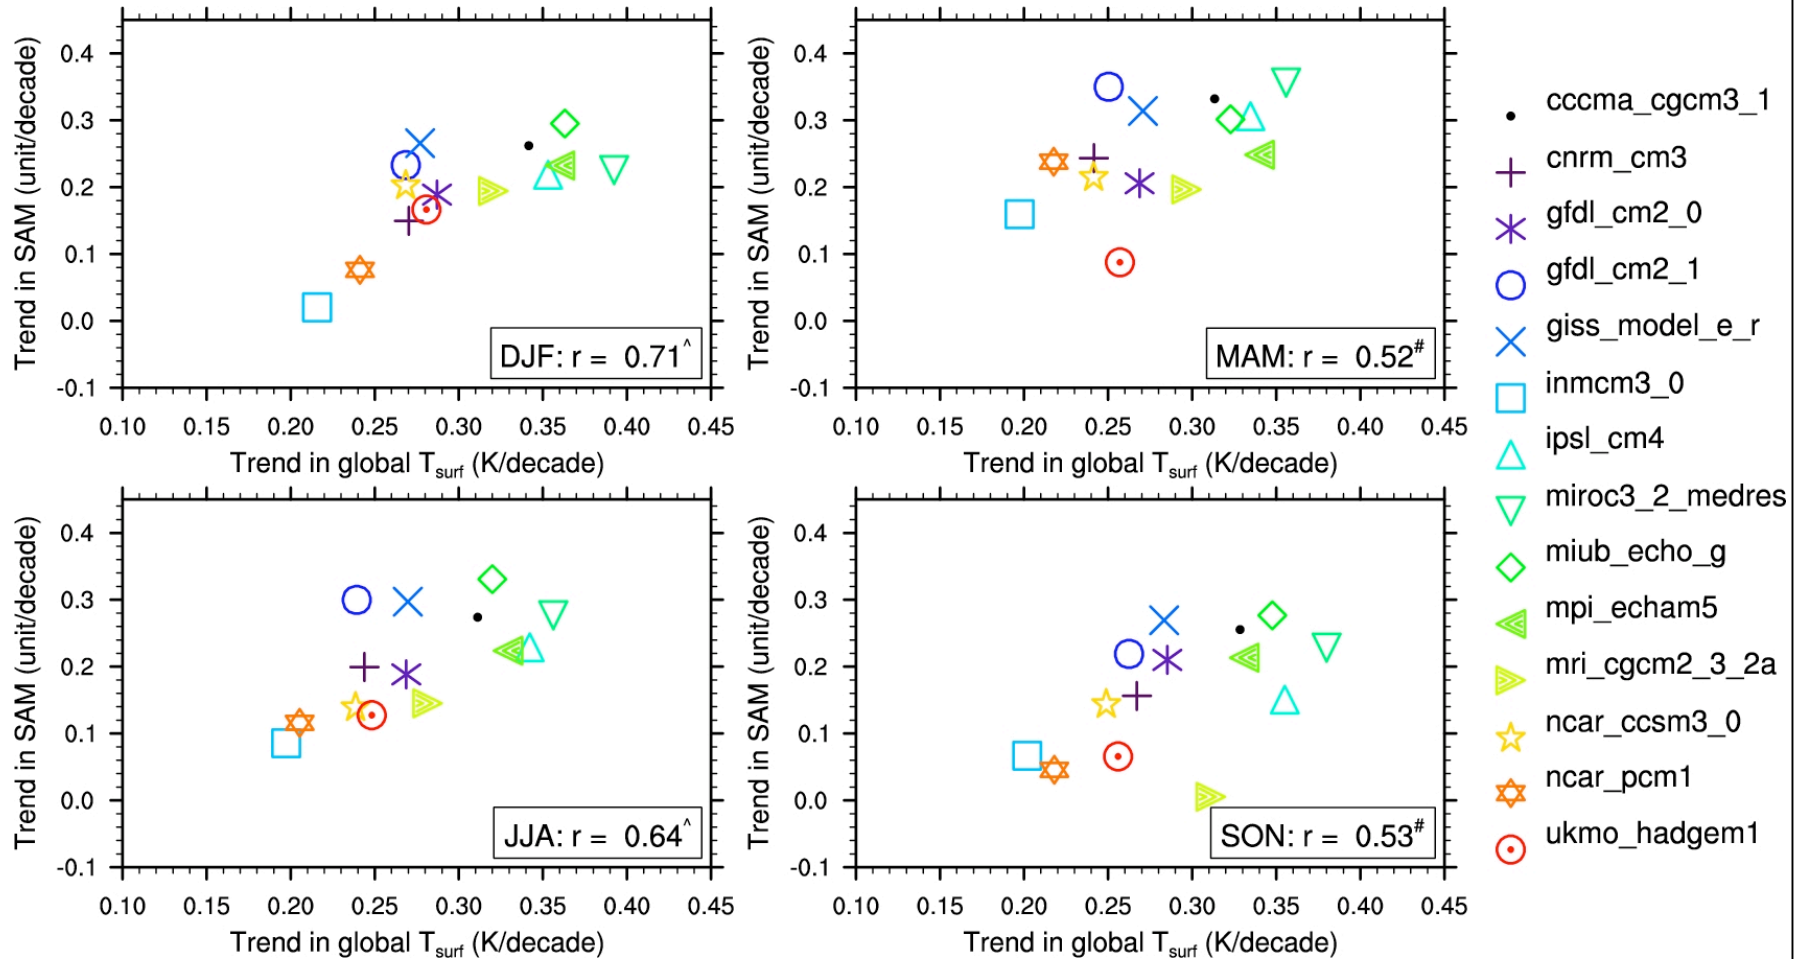 0.4
0.3
0.2
0.1
0.0
-0.1
Trend in SAM (unit/decade)
DJF: r = 0.71^
0.10 0.15 0.20 0.25 0.30 0.35 0.40 0.45
Trend in global Tsurf (K/decade)
0.4
0.3
0.2
0.1
0.0
-0.1
Trend in SAM (unit/decade)
MAM: r = 0.52#
0.10 0.15 0.20 0.25 0.30 0.35 0.40 0.45
Trend in global Tsurf (K/decade)
0.4
0.3
0.2
0.1
0.0
-0.1
Trend in SAM (unit/decade)
JJA: r = 0.64^
0.10 0.15 0.20 0.25 0.30 0.35 0.40 0.45
Trend in global Tsurf (K/decade)
0.4
0.3
0.2
0.1
0.0
-0.1
Trend in SAM (unit/decade)
SON: r = 0.53#
0.10 0.15 0.20 0.25 0.30 0.35 0.40 0.45
Trend in global Tsurf (K/decade)
cccma_cgcm3_1
cnrm_cm3
gfdl_cm2_0
gfdl_cm2_1
giss_model_e_r
inmcm3_0
ipsl_cm4
miroc3_2_medres
miub_echo_g
mpi_echam5
mri_cgcm2_3_2a
ncar_ccsm3_0
ncar_pcm1
ukmo_hadgem1